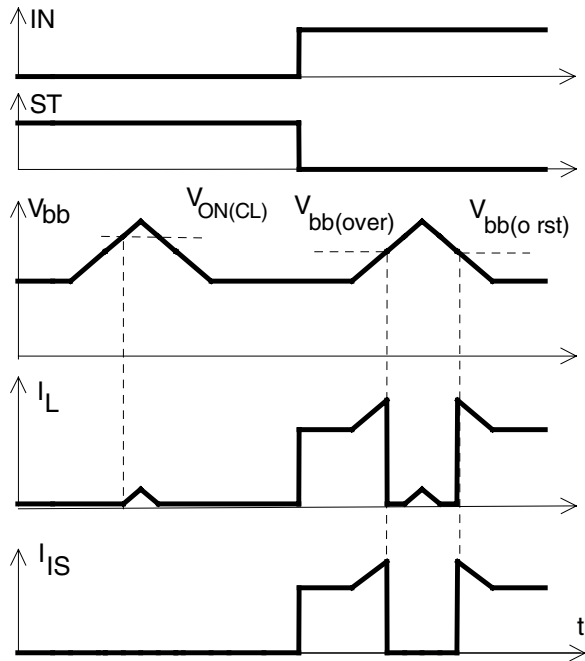 IN
ST
Vbb
VON(CL)
Vbb(over)
Vbb(o rst)
IL
IIS
t